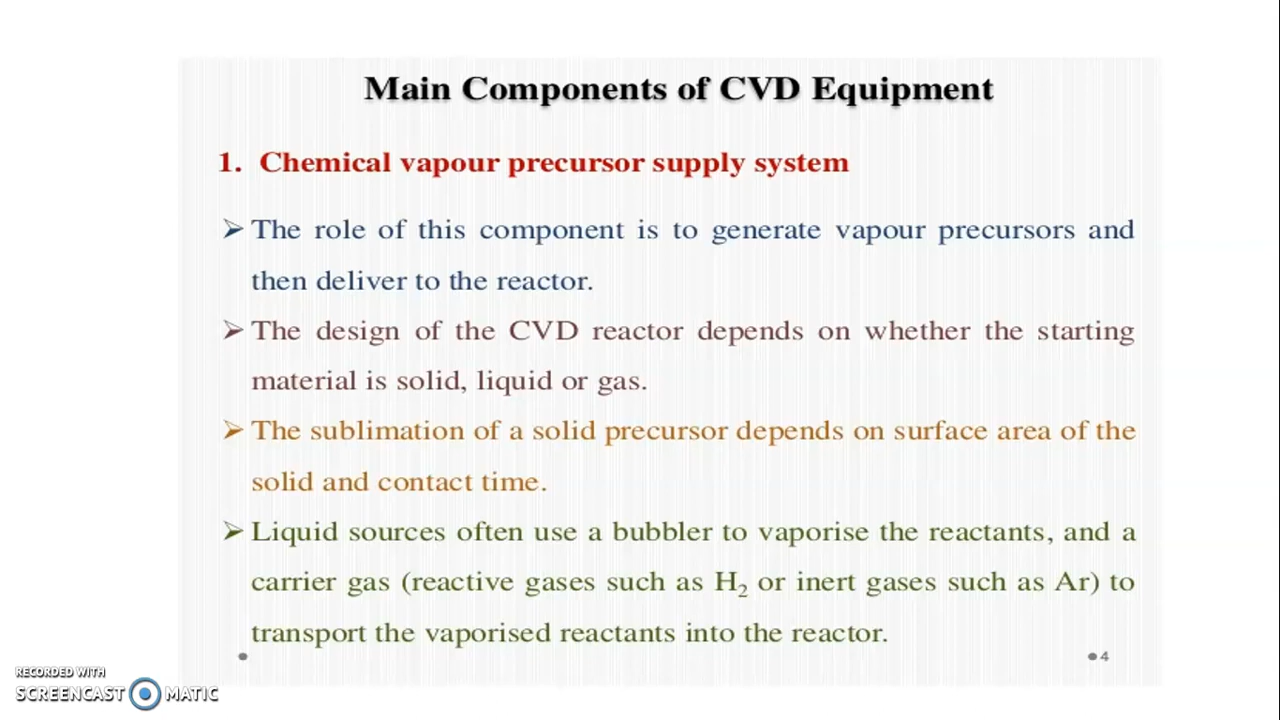 Main Components of CVD Equipment
1. Chemical vapour precursor supply system
➢ The role of this component is to generate vapour precursors and
then deliver to the reactor.
➢ The design of the CVD reactor depends on whether the starting
material is solid, liquid or gas.
➢ The sublimation of a solid precursor depends on surface area of the
solid and contact time.
➢ Liquid sources often use a bubbler to vaporise the reactants, and a
carrier gas (reactive gases such as H₂ or inert gases such as Ar) to
transport the vaporised reactants into the reactor.
● ●4
RECORDED WITH
SCREENCAST MATIC